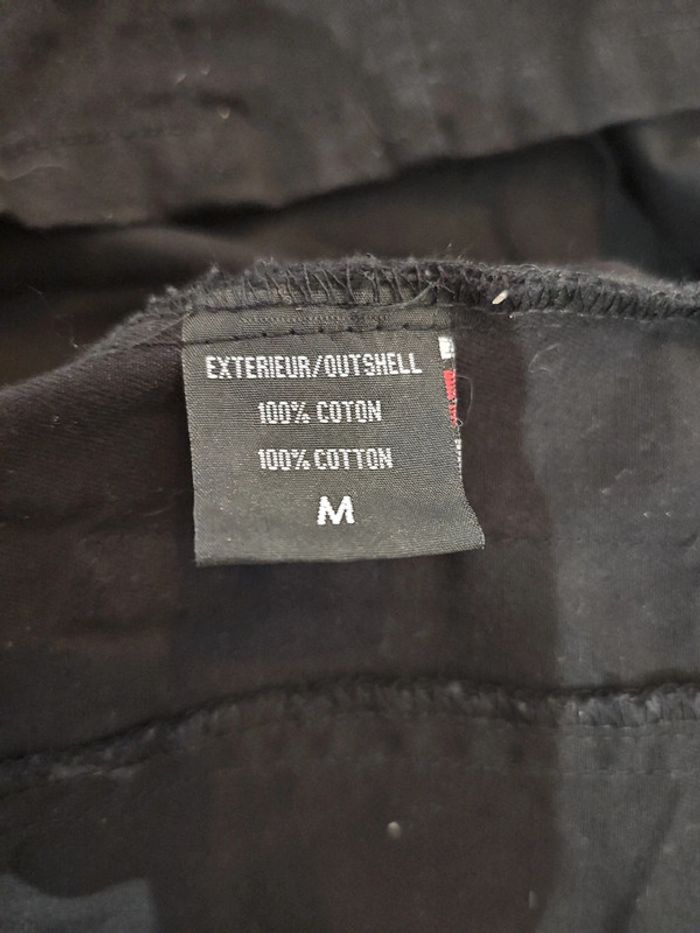 EXTERIEUR/OUTSHELL
100% COTON
100% COTTON
M